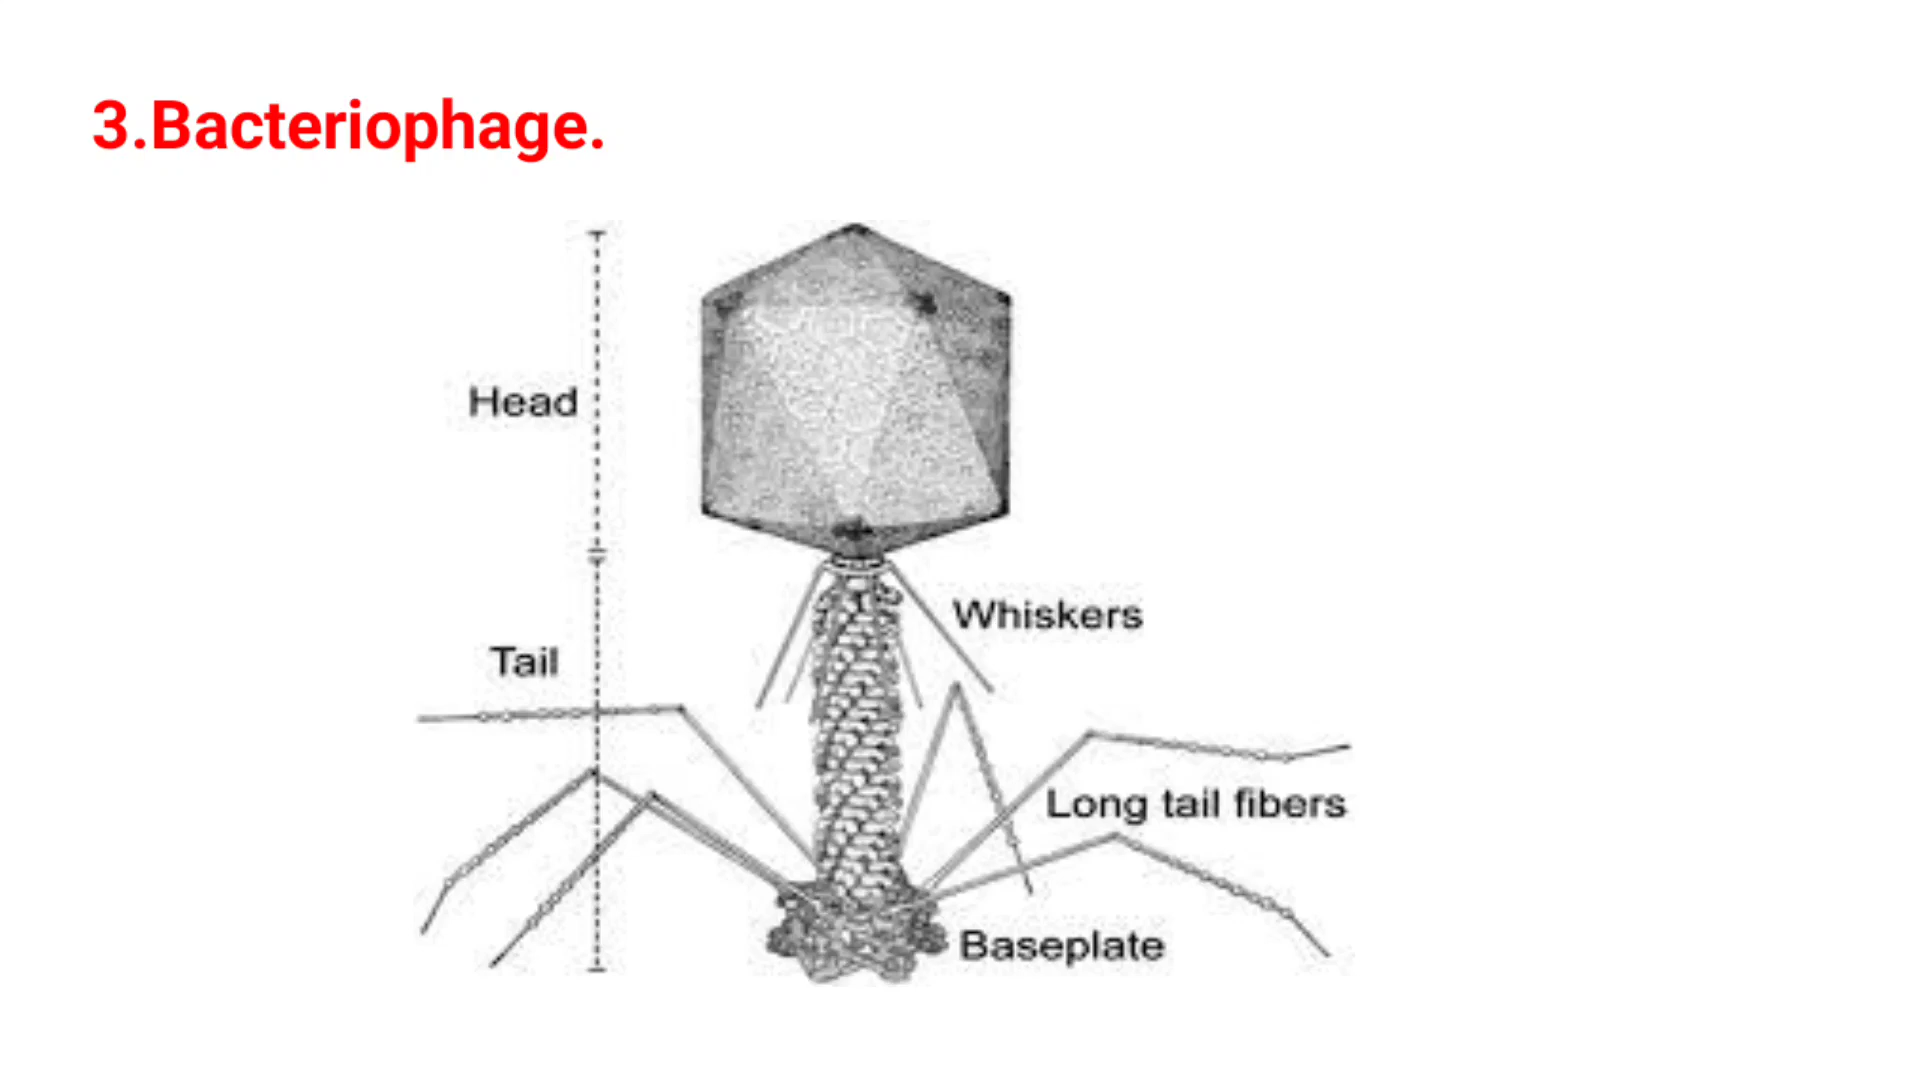 3.Bacteriophage.
Head
Whiskers
Tail
Long tail fibers
Baseplate